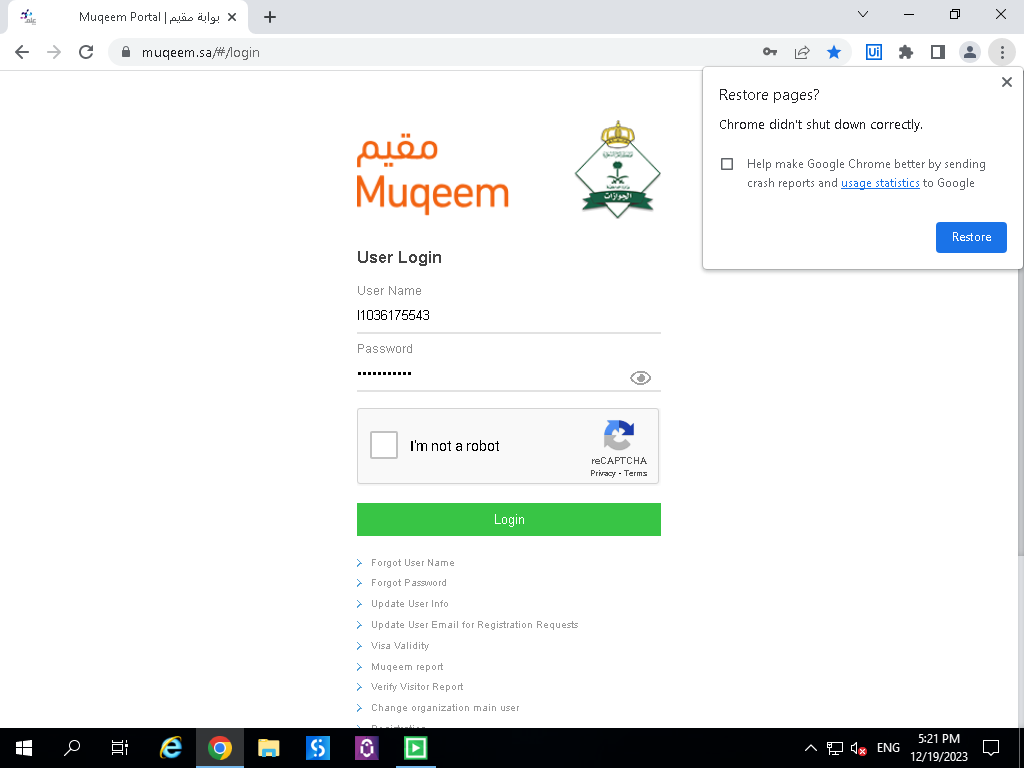 Muqeem Portal | بوابة مقيم
muqeem.sa/#/login
Ui
Restore pages?
Chrome didn't shut down correctly.
Help make Google Chrome better by sending
crash reports and usage statistics to Google
Restore
مقيم
Muqeem
الجوازات
User Login
User Name
I1036175543
Password
•••••••••••
I'm not a robot
reCAPTCHA
Privacy - Terms
Login
Forgot User Name
Forgot Password
Update User Info
Update User Email for Registration Requests
Visa Validity
Muqeem report
Verify Visitor Report
Change organization main user
Registration
ENG
5:21 PM
12/19/2023